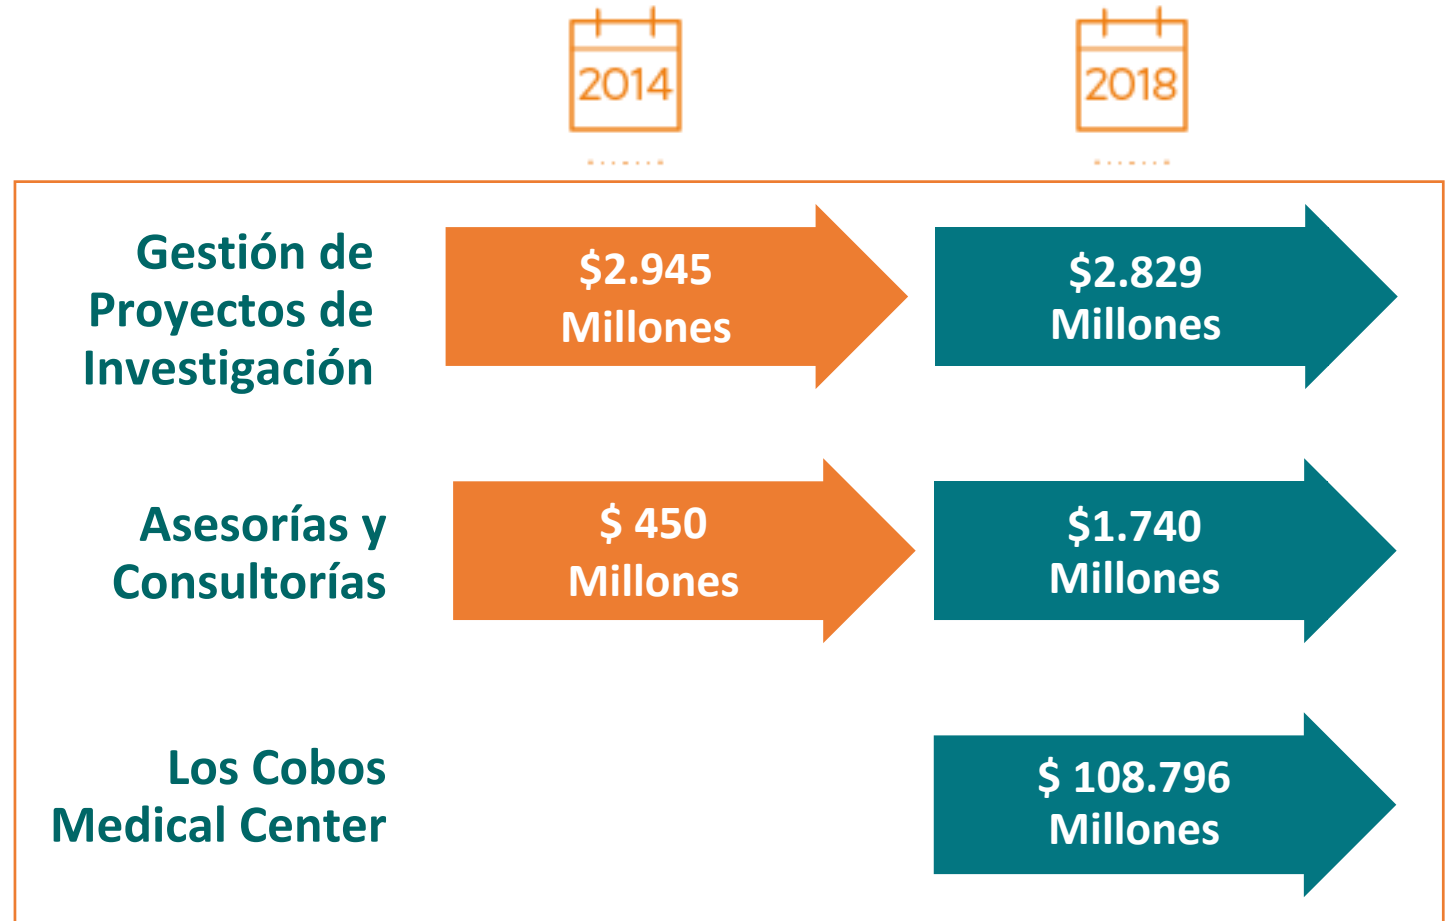 2014
2018
Gestión de
Proyectos de
Investigación
$2.945
Millones
$2.829
Millones
Asesorías y
Consultorías
$ 450
Millones
$1.740
Millones
Los Cobos
Medical Center
$ 108.796
Millones